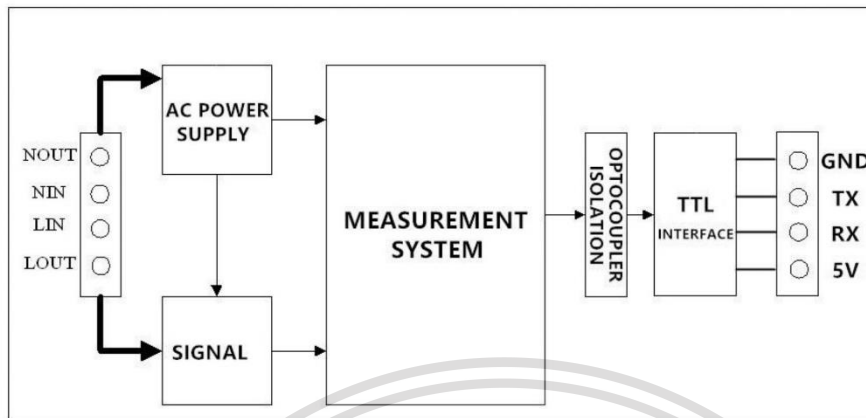 NOUT
NIN
LIN
LOUT
AC POWER
SUPPLY
SIGNAL
MEASUREMENT
SYSTEM
OPTOCOUPLER
ISOLATION
TTL
INTERFACE
GND
TX
RX
5V